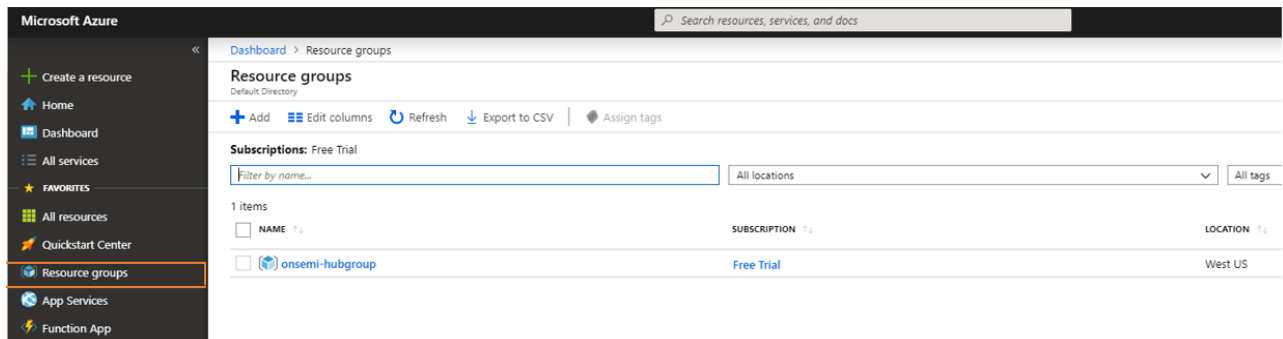 Microsoft Azure
Search resources, services, and docs
«
Create a resource
Home
Dashboard
All services
FAVORITES
All resources
Quickstart Center
Resource groups
App Services
Function App
Dashboard > Resource groups
Resource groups
Default Directory
Add Edit columns Refresh Export to CSV Assign tags
Subscriptions: Free Trial
Filter by name... All locations All tags
1 items
NAME SUBSCRIPTION LOCATION
onsemi-hubgroup Free Trial West US